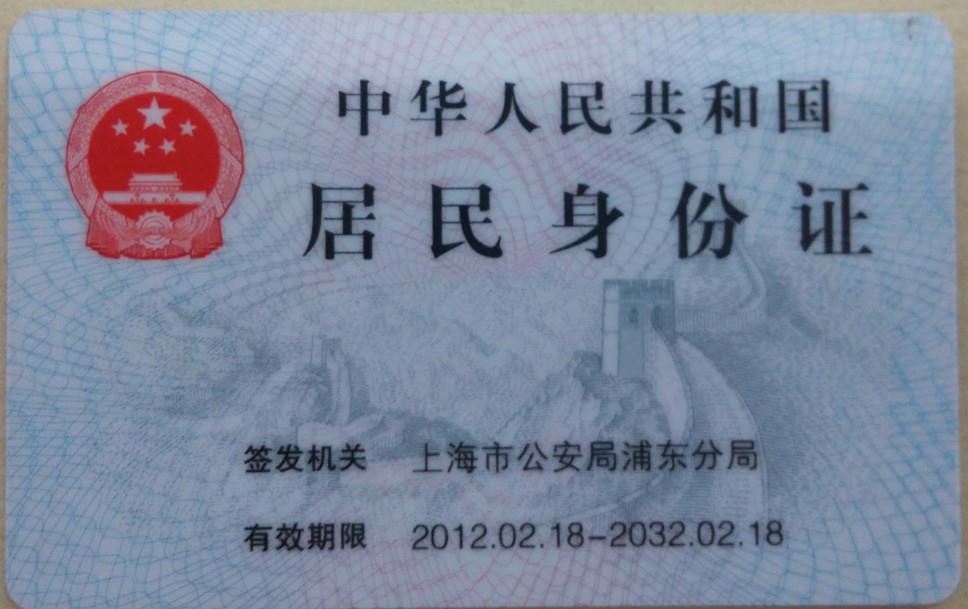 中华人民共和国
居民身份证
签发机关 上海市公安局浦东分局
有效期限 2012.02.18-2032.02.18